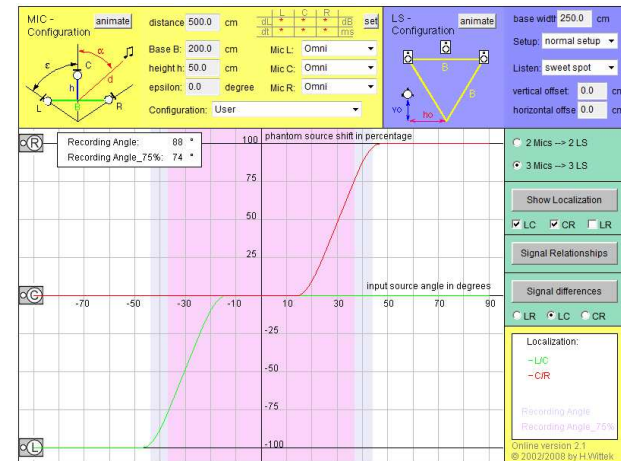 MIC -
Configuration
animate
distance 500.0 cm
L C R
dL * * * dB
dt * * * ms
set
Base B: 200.0 cm
Mic L: Omni
height h: 50.0 cm
Mic C: Omni
epsilon: 0.0 degree
Mic R: Omni
Configuration: User
α
ε
C
d
h
L
B
R
LS -
Configuration
animate
B
B
B
vo
ho
base width 250.0 cm
Setup: normal setup
Listen: sweet spot
vertical offset: 0.0 cm
horizontal offse 0.0 cm
R
Recording Angle: 88 °
Recording Angle_75%: 74 °
100 phantom source shift in percentage
75
50
25
input source angle in degrees
C
-70 -50 -30 -10 10 30 50 70 90
-25
-50
-75
-100
L
2 Mics --> 2 LS
3 Mics --> 3 LS
Show Localization
LC CR LR
Signal Relationships
Signal differences
LR LC CR
Localization:
- L/C
- C/R
Recording Angle
Recording Angle_75%
Online version 2.1
© 2002/2008 by H.Wittek